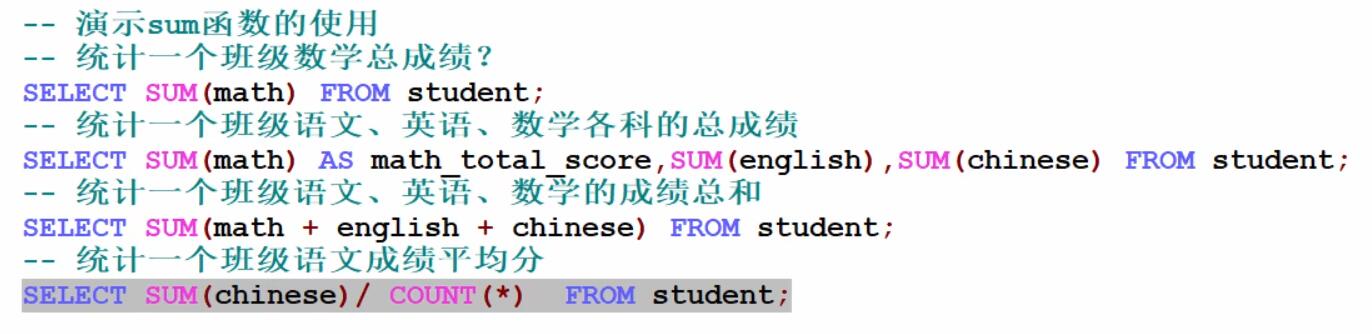 -- 演示sum函数的使用
-- 统计一个班级数学总成绩？
SELECT SUM(math) FROM student;
-- 统计一个班级语文、英语、数学各科的总成绩
SELECT SUM(math) AS math_total_score,SUM(english),SUM(chinese) FROM student;
-- 统计一个班级语文、英语、数学的成绩总和
SELECT SUM(math + english + chinese) FROM student;
-- 统计一个班级语文成绩平均分
SELECT SUM(chinese)/ COUNT(*)  FROM student;